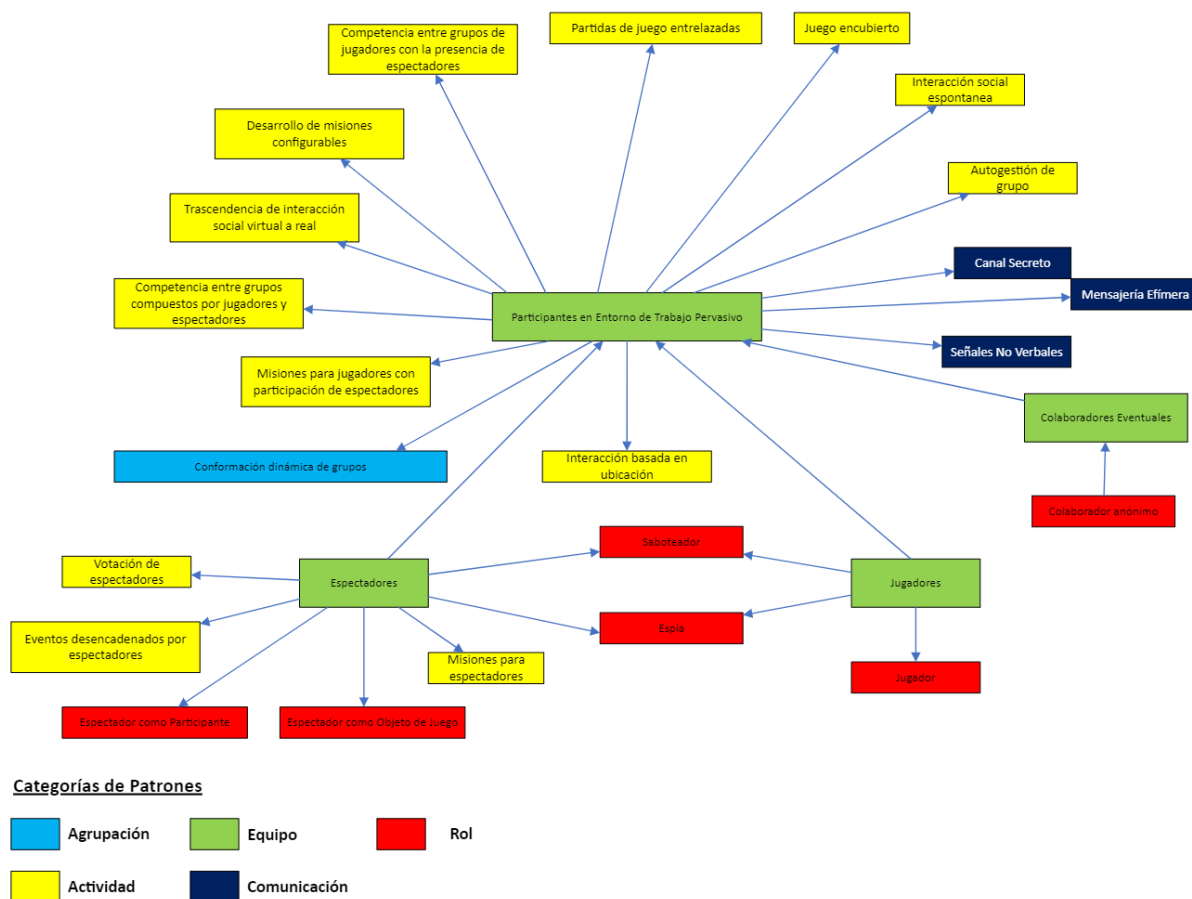 Competencia entre grupos de
jugadores con la presencia de
espectadores
Partidas de juego entrelazadas
Juego encubierto
Interacción social
espontanea
Desarrollo de misiones
configurables
Autogestión de
grupo
Trascendencia de interacción
social virtual a real
Canal Secreto
Mensajería Efímera
Competencia entre grupos
compuestos por jugadores y
espectadores
Participantes en Entorno de Trabajo Pervasivo
Señales No Verbales
Misiones para jugadores con
participación de espectadores
Colaboradores Eventuales
Conformación dinámica de grupos
Interacción basada en
ubicación
Colaborador anónimo
Saboteador
Votación de
espectadores
Espectadores
Jugadores
Espía
Eventos desencadenados por
espectadores
Misiones para
espectadores
Jugador
Espectador como Participante
Espectador como Objeto de Juego
Categorías de Patrones
Agrupación
Equipo
Rol
Actividad
Comunicación